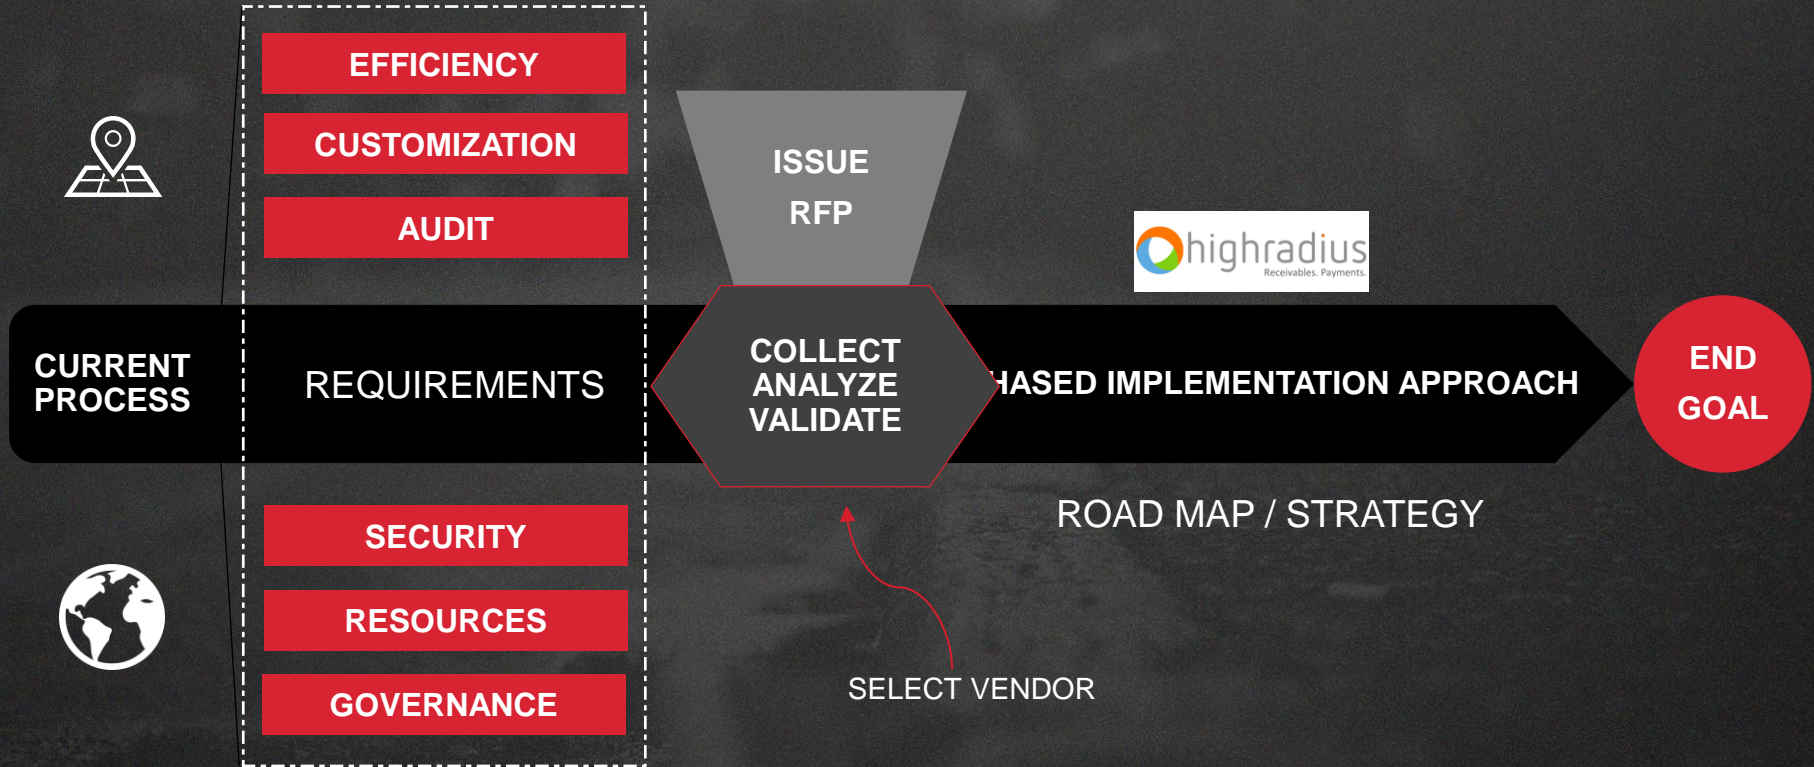 EFFICIENCY
CUSTOMIZATION
AUDIT
ISSUE
RFP
highradius
Receivables. Payments.
CURRENT
PROCESS
REQUIREMENTS
COLLECT
ANALYZE
VALIDATE
HASED IMPLEMENTATION APPROACH
END
GOAL
ROAD MAP / STRATEGY
SECURITY
RESOURCES
GOVERNANCE
SELECT VENDOR